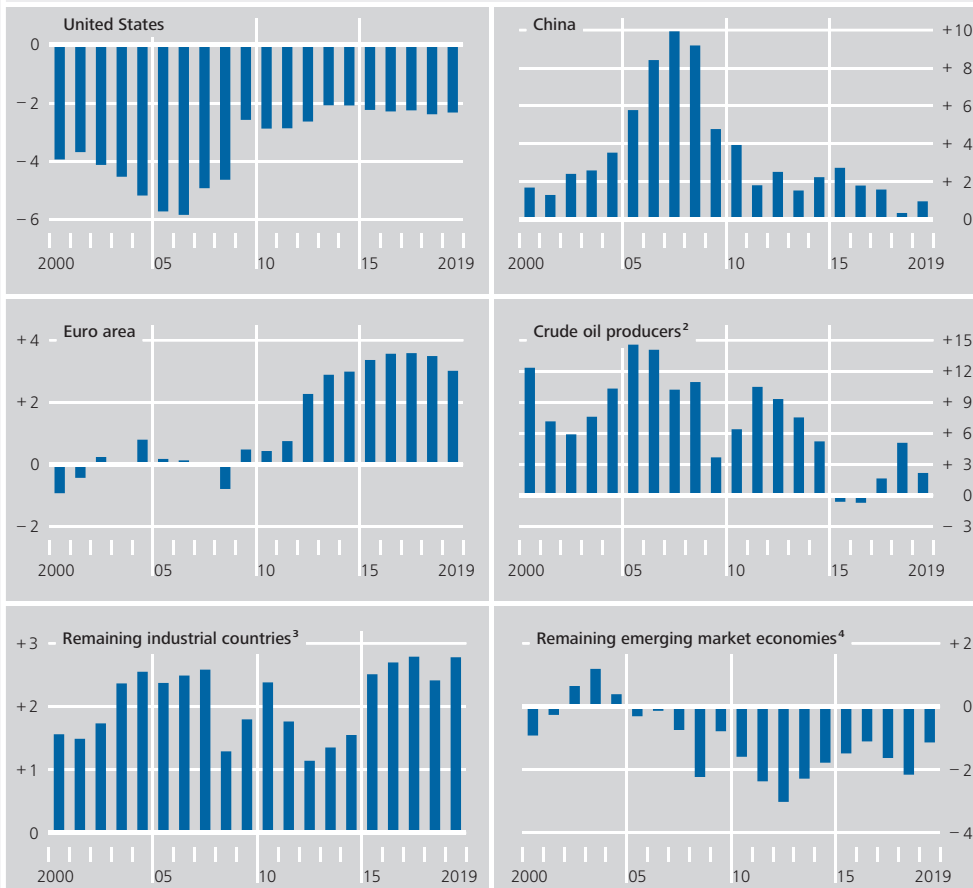 United States
0
− 2
− 4
− 6
2000 05 10 15 2019
China
+ 10
+ 8
+ 6
+ 4
+ 2
0
2000 05 10 15 2019
Euro area
+ 4
+ 2
0
− 2
2000 05 10 15 2019
Crude oil producers²
+ 15
+ 12
+ 9
+ 6
+ 3
0
− 3
2000 05 10 15 2019
Remaining industrial countries³
+ 3
+ 2
+ 1
0
2000 05 10 15 2019
Remaining emerging market economies⁴
+ 2
0
− 2
− 4
2000 05 10 15 2019